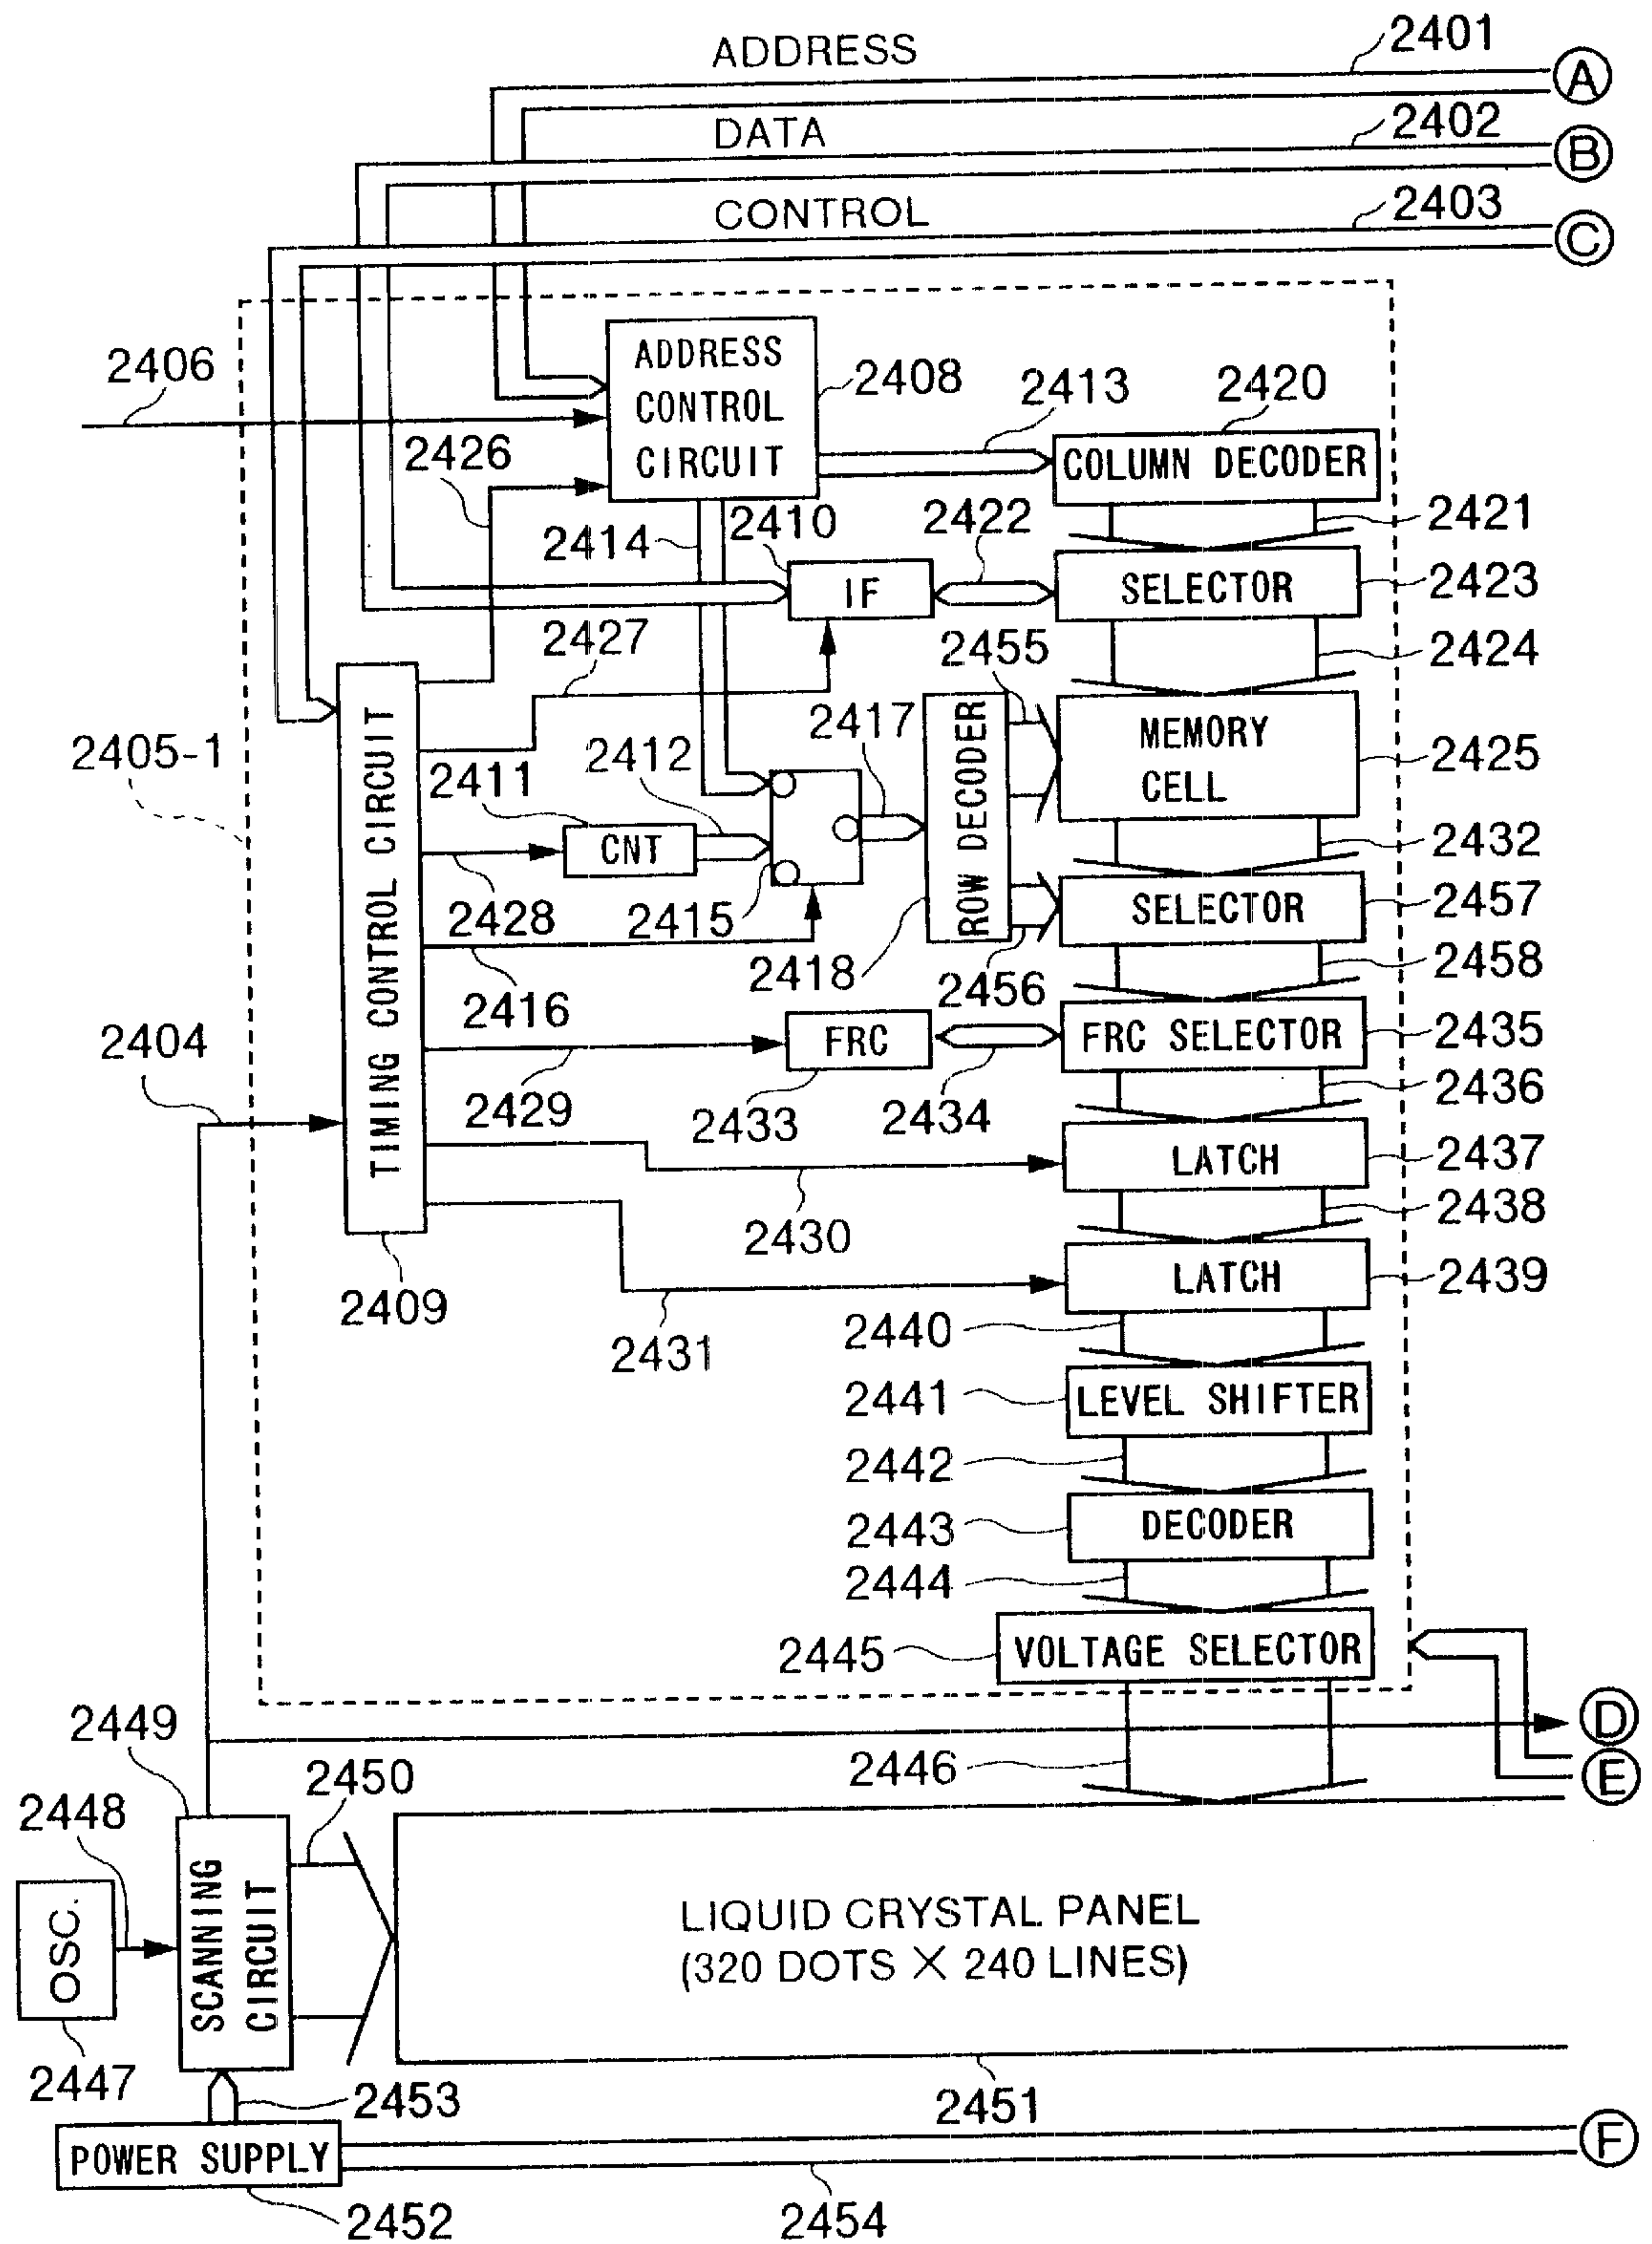 ADDRESS
2401
A
DATA
2402
B
CONTROL
2403
C
2406
ADDRESS
CONTROL
CIRCUIT
2408
2413
2420
2426
COLUMN DECODER
2414
2410
2422
2421
IF
SELECTOR
2423
2427
2455
2424
2405-1
TIMING CONTROL CIRCUIT
2411
2412
2417
ROW DECODER
MEMORY
CELL
2425
CNT
2432
2428
2415
2418
SELECTOR
2457
2456
2458
2416
2404
FRC
FRC SELECTOR
2435
2429
2433
2434
2436
LATCH
2437
2430
2438
2409
LATCH
2439
2431
2440
2441
LEVEL SHIFTER
2442
2443
DECODER
2444
2445
VOLTAGE SELECTOR
2449
D
2446
E
2448
2450
OSC.
SCANNING
CIRCUIT
LIQUID CRYSTAL PANEL
(320 DOTS X 240 LINES)
2447
2453
2451
POWER SUPPLY
F
2452
2454